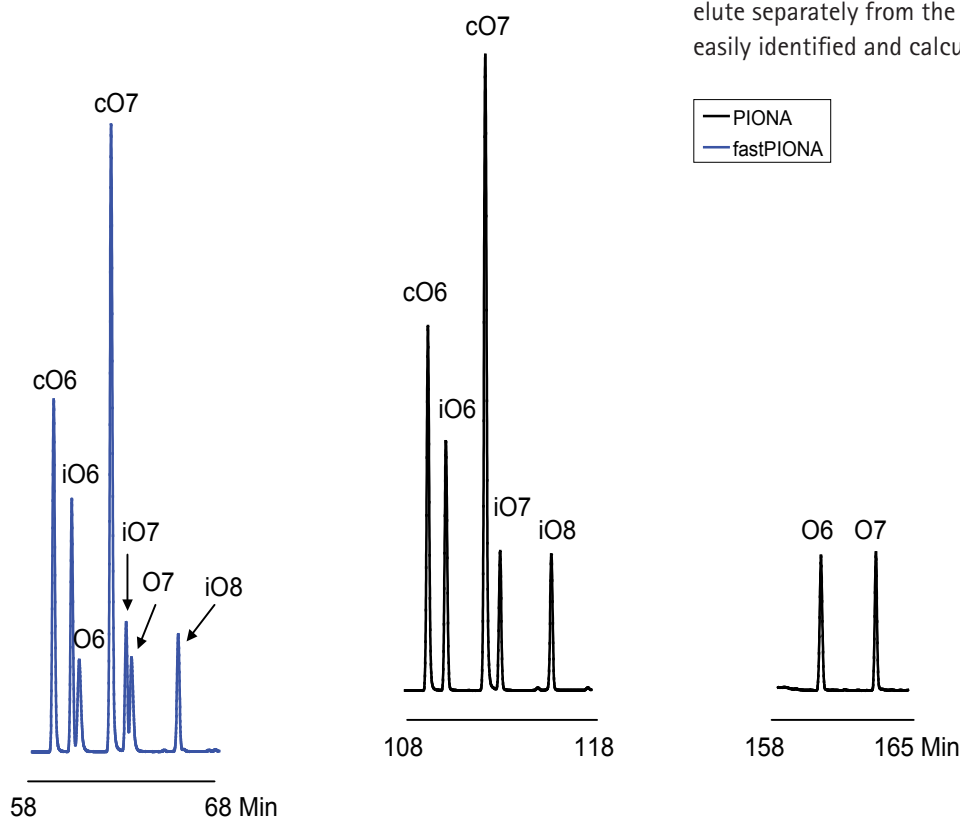 elute separately from the
easily identified and calcu
PIONA
fastPIONA
cO7
cO6
iO6
O6
iO7
O7
iO8
58
68 Min
cO7
cO6
iO6
iO7
iO8
108
118
O6
O7
158
165 Min